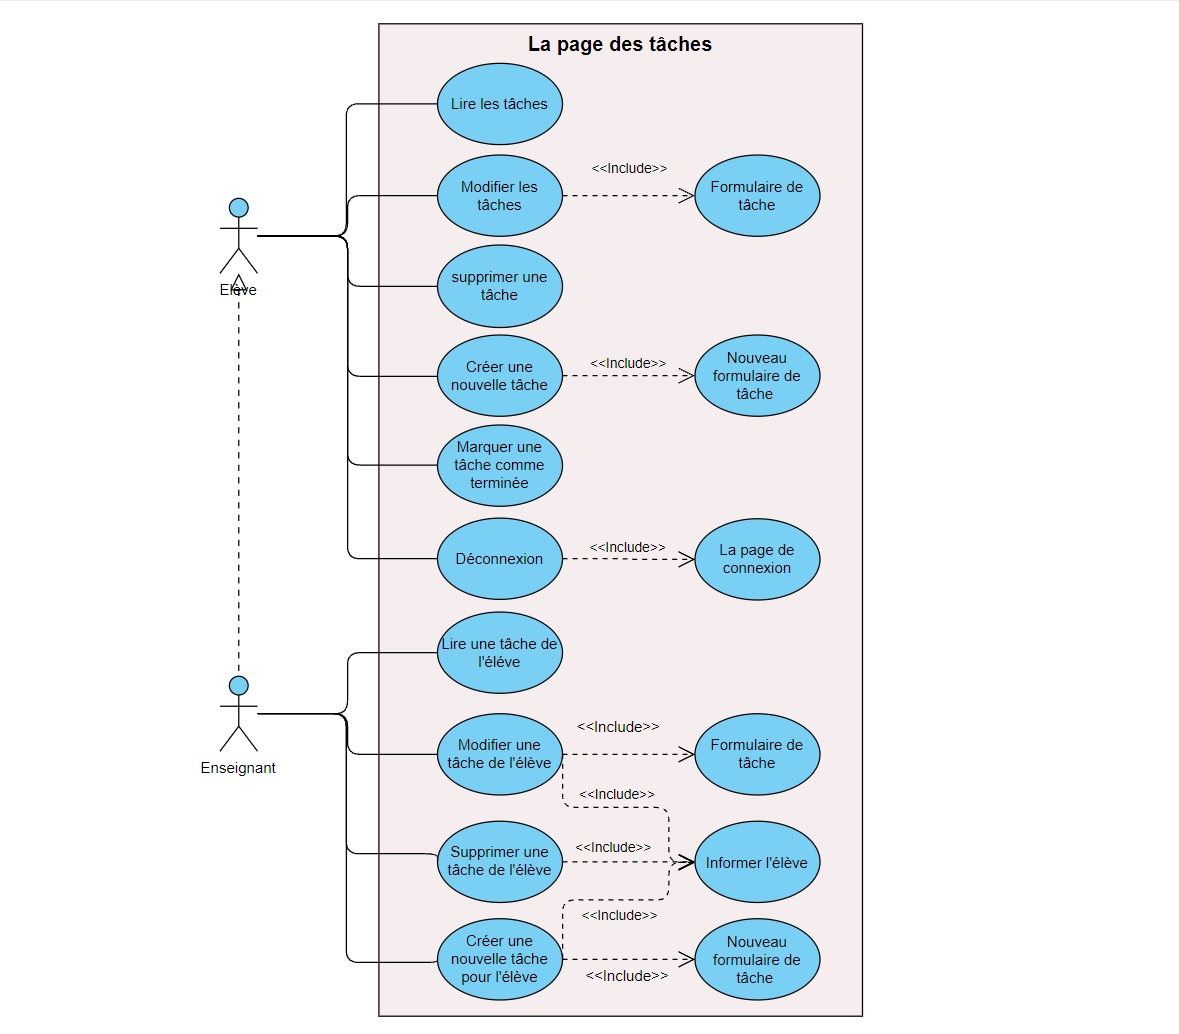 La page des tâches
Lire les tâches
<<Include>>
Modifier les
tâches
Formulaire de
tâche
Elève
supprimer une
tâche
<<Include>>
Créer une
nouvelle tâche
Nouveau
formulaire de
tâche
Marquer une
tâche comme
terminée
<<Include>>
Déconnexion
La page de
connexion
Lire une tâche de
l'éléve
<<Include>>
Modifier une
tâche de l'élève
Formulaire de
tâche
Enseignant
<<Include>>
<<Include>>
Supprimer une
tâche de l'élève
Informer l'élève
<<Include>>
Créer une
nouvelle tâche
pour l'élève
Nouveau
formulaire de
tâche
<<Include>>